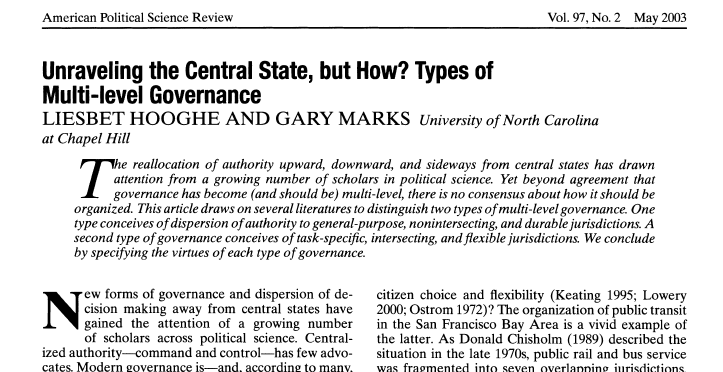 American Political Science Review
Vol. 97, No. 2 May 2003
Unraveling the Central State, but How? Types of
Multi-level Governance
LIESBET HOOGHE AND GARY MARKS University of North Carolina
at Chapel Hill
The reallocation of authority upward, downward, and sideways from central states has drawn
attention from a growing number of scholars in political science. Yet beyond agreement that
governance has become (and should be) multi-level, there is no consensus about how it should be
organized. This article draws on several literatures to distinguish two types of multi-level governance. One
type conceives of dispersion of authority to general-purpose, nonintersecting, and durable jurisdictions. A
second type of governance conceives of task-specific, intersecting, and flexible jurisdictions. We conclude
by specifying the virtues of each type of governance.
New forms of governance and dispersion of de-
cision making away from central states have
gained the attention of a growing number
of scholars across political science. Central-
ized authority—command and control—has few advo-
cates. Modern governance is—and, according to many,
citizen choice and flexibility (Keating 1995; Lowery
2000; Ostrom 1972)? The organization of public transit
in the San Francisco Bay Area is a vivid example of
the latter. As Donald Chisholm (1989) described the
situation in the late 1970s, public rail and bus service
was fragmented into seven overlapping jurisdictions,